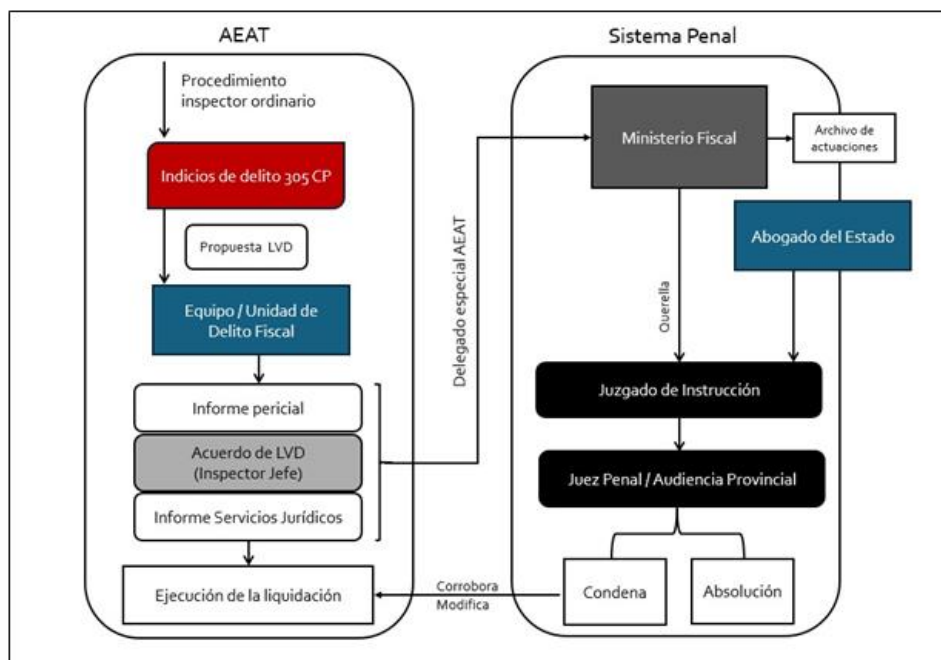 AEAT
Procedimiento
inspector ordinario
Indicios de delito 305 CP
Propuesta LVD
Equipo / Unidad de
Delito Fiscal
Informe pericial
Acuerdo de LVD
(Inspector Jefe)
Informe Servicios Jurídicos
Ejecución de la liquidación
Delegado especial AEAT
Sistema Penal
Ministerio Fiscal
Archivo de
actuaciones
Abogado del Estado
Querella
Juzgado de Instrucción
Juez Penal / Audiencia Provincial
Condena
Absolución
Corrobora
Modifica